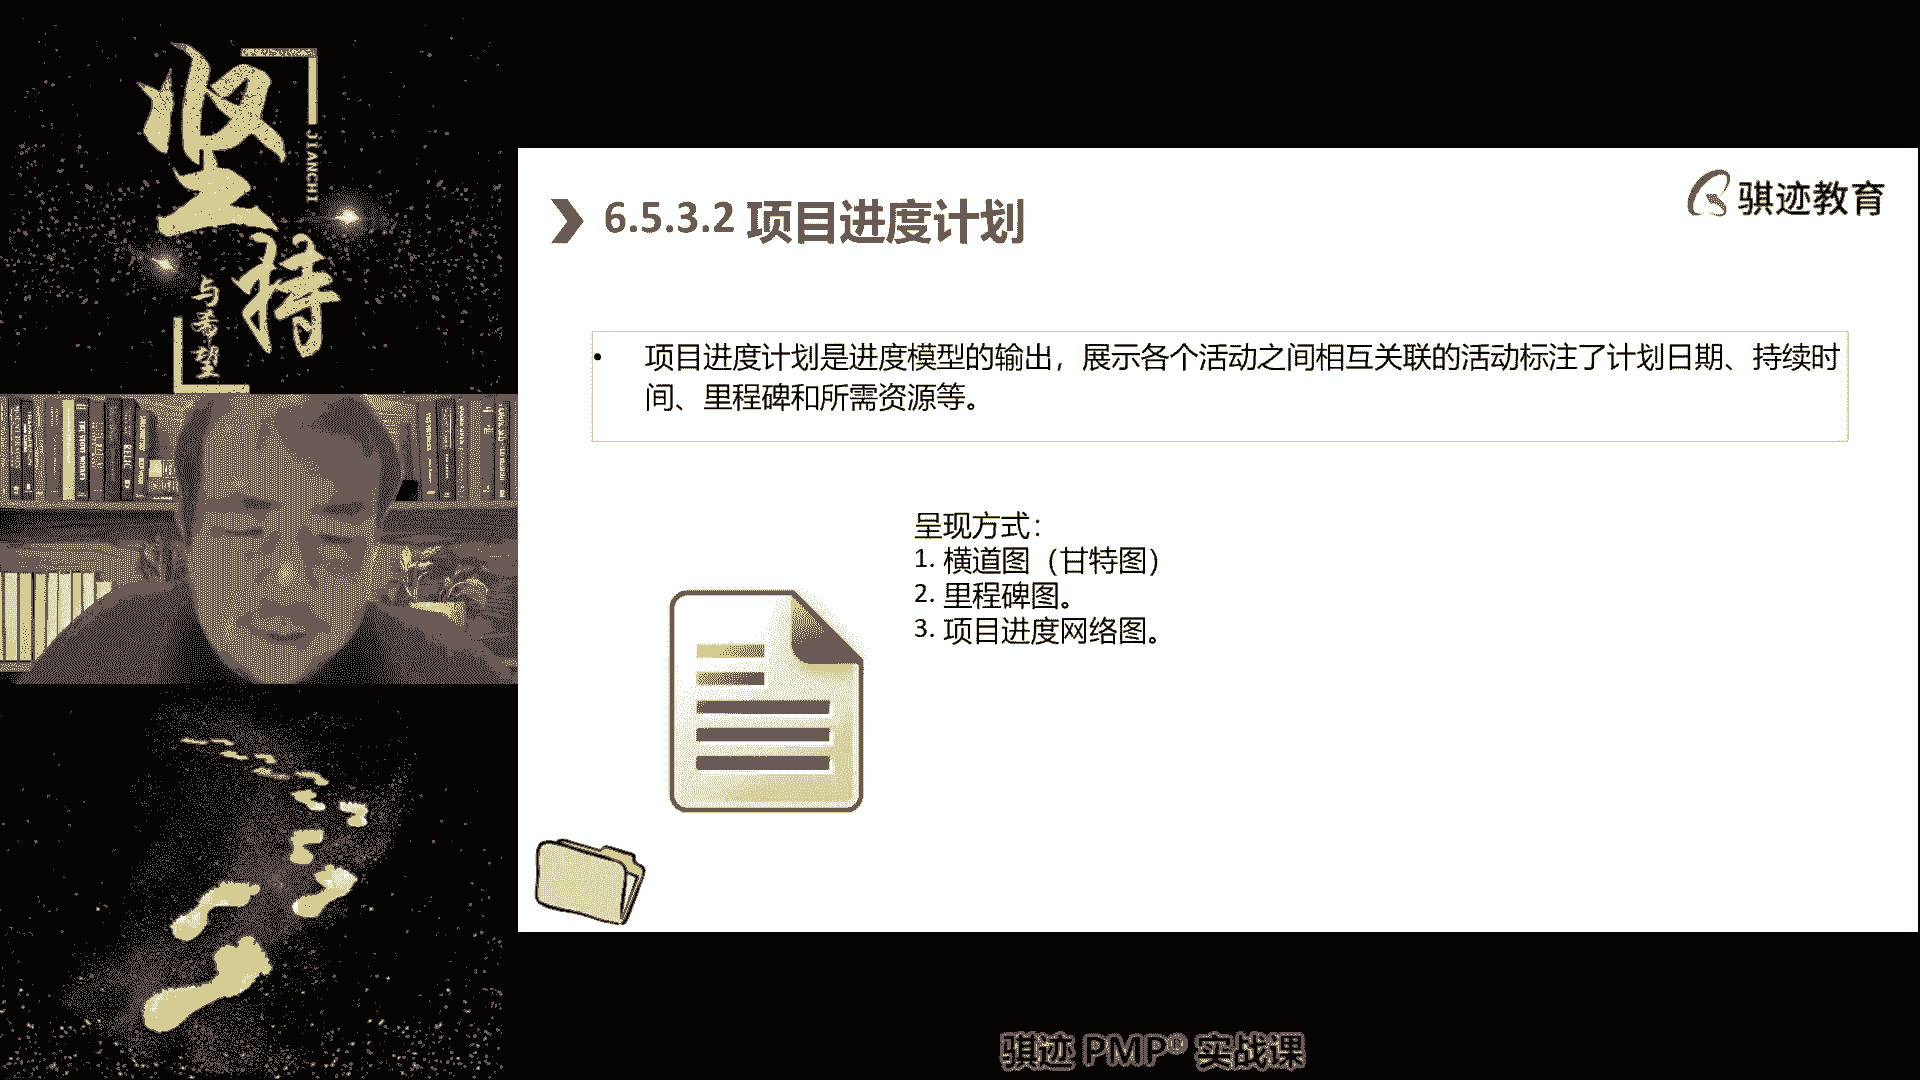 坚持
JIANCHI
与希望
骐迹教育
6.5.3.2 项目进度计划
• 项目进度计划是进度模型的输出，展示各个活动之间相互关联的活动标注了计划日期、持续时
间、里程碑和所需资源等。
呈现方式：
1. 横道图（甘特图）
2. 里程碑图。
3. 项目进度网络图。
骐迹 PMP® 实战课